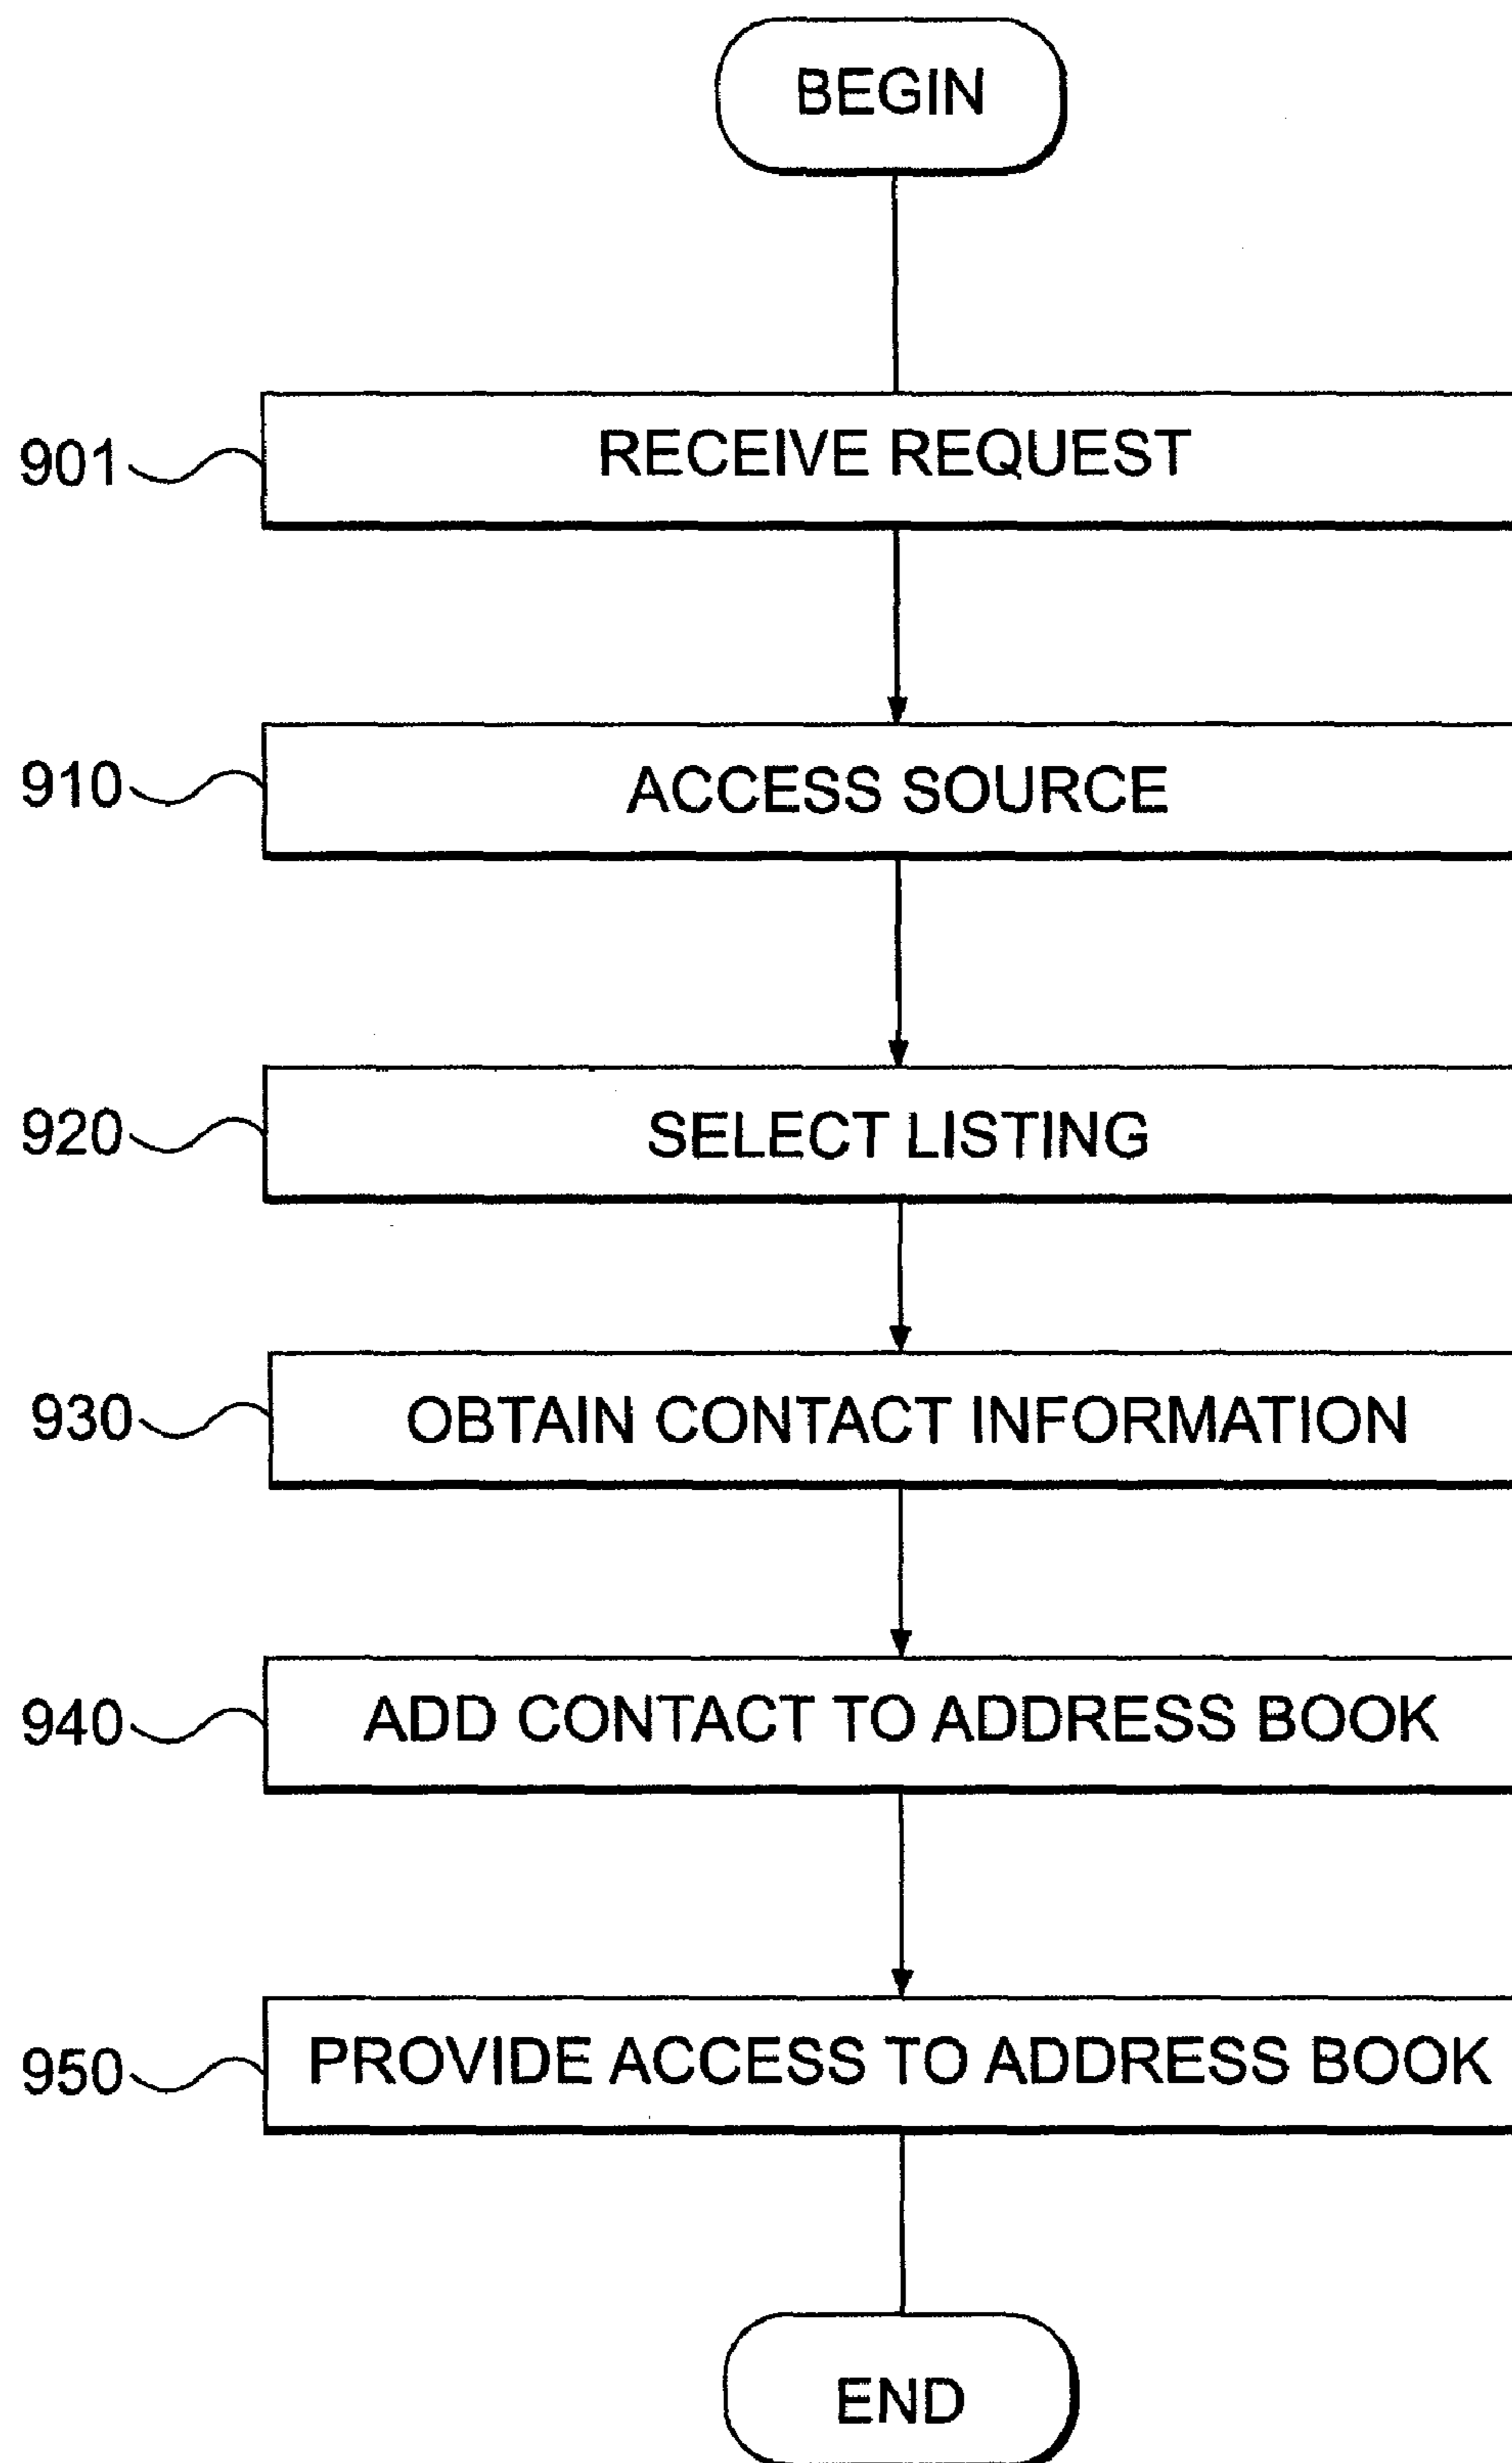 BEGIN
901 RECEIVE REQUEST
910 ACCESS SOURCE
920 SELECT LISTING
930 OBTAIN CONTACT INFORMATION
940 ADD CONTACT TO ADDRESS BOOK
950 PROVIDE ACCESS TO ADDRESS BOOK
END